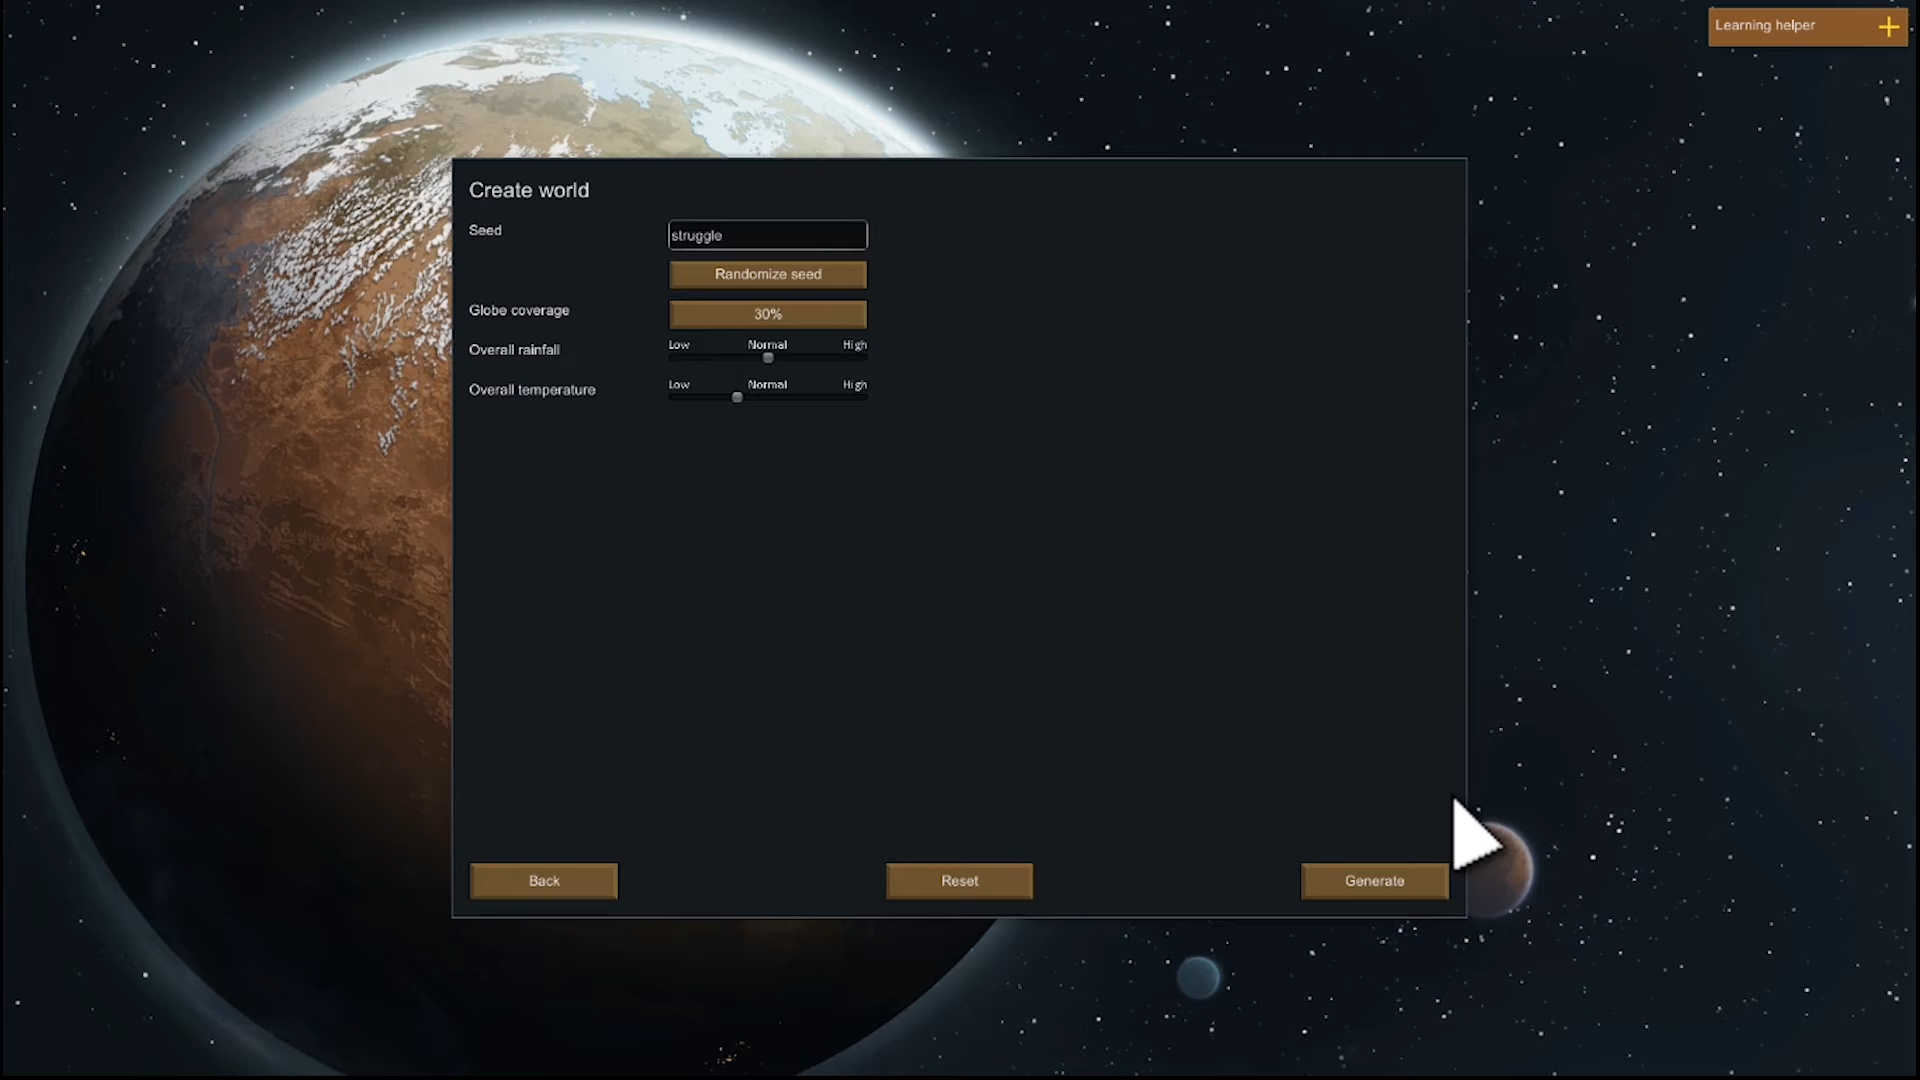 Learning helper
Create world
Seed
struggle
Randomize seed
Globe coverage
30%
Overall rainfall
Low Normal High
Overall temperature
Low Normal High
Back
Reset
Generate